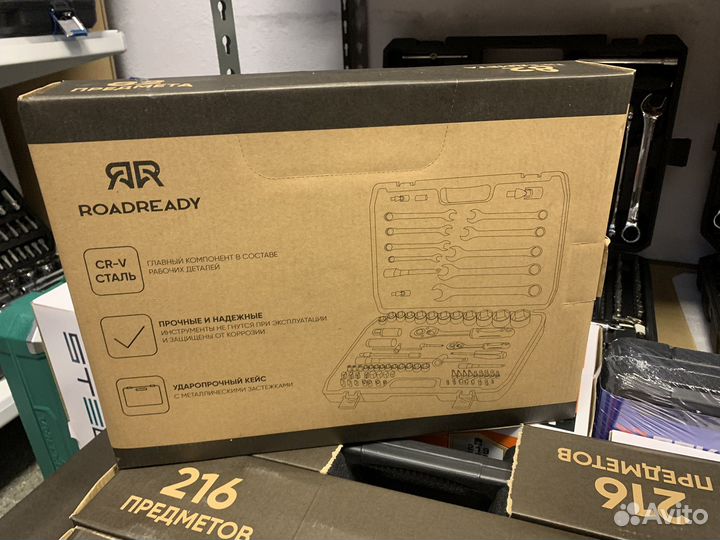 ПРЕДМЕТА
ЯR
ROADREADY
CR-V
СТАЛЬ
ГЛАВНЫЙ КОМПОНЕНТ В СОСТАВЕ
РАБОЧИХ ДЕТАЛЕЙ
ПРОЧНЫЕ И НАДЕЖНЫЕ
ИНСТРУМЕНТЫ НЕ ГНУТСЯ ПРИ ЭКСПЛУАТАЦИИ
И ЗАЩИЩЕНЫ ОТ КОРРОЗИИ
УДАРОПРОЧНЫЙ КЕЙС
С МЕТАЛЛИЧЕСКИМИ ЗАСТЕЖКАМИ
216
ПРЕДМЕТОВ
216
ПРЕДМЕТОВ
Avito